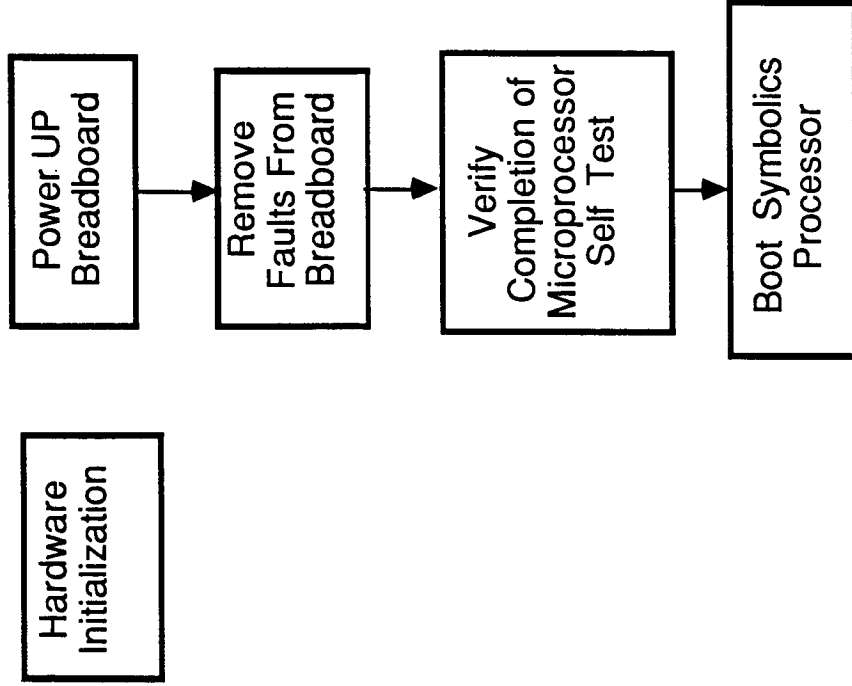 Hardware
Initialization
Power UP
Breadboard
Remove
Faults From
Breadboard
Verify
Completion of
Microprocessor
Self Test
Boot Symbolics
Processor